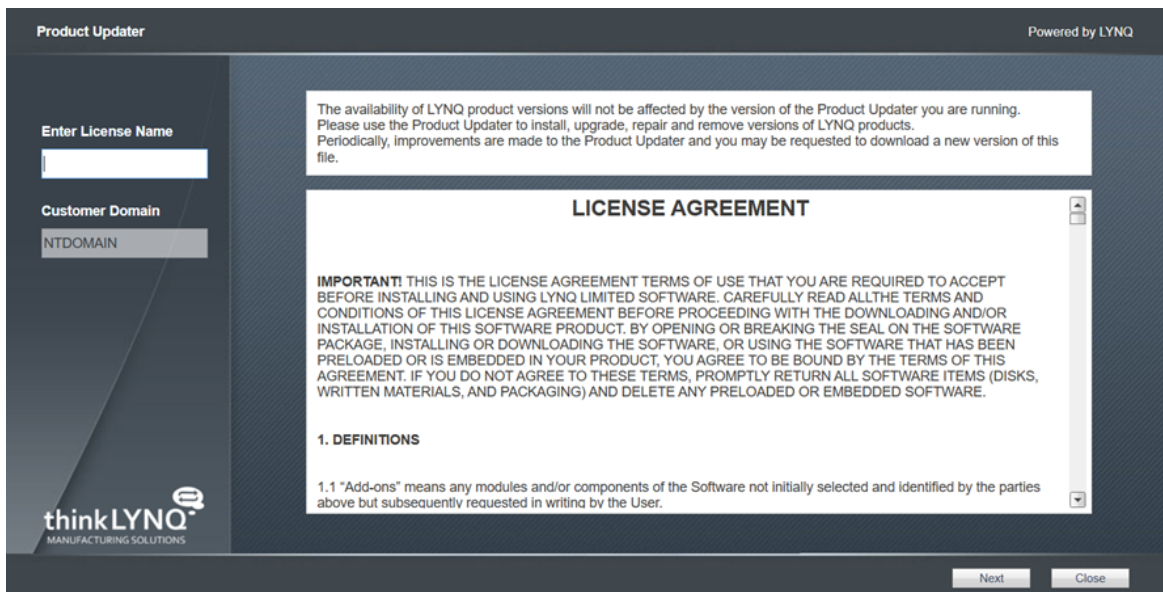 Product Updater
Powered by LYNQ
Enter License Name
Customer Domain
NTDOMAIN
The availability of LYNQ product versions will not be affected by the version of the Product Updater you are running.
Please use the Product Updater to install, upgrade, repair and remove versions of LYNQ products.
Periodically, improvements are made to the Product Updater and you may be requested to download a new version of this
file.
LICENSE AGREEMENT
IMPORTANT! THIS IS THE LICENSE AGREEMENT TERMS OF USE THAT YOU ARE REQUIRED TO ACCEPT
BEFORE INSTALLING AND USING LYNQ LIMITED SOFTWARE. CAREFULLY READ ALLTHE TERMS AND
CONDITIONS OF THIS LICENSE AGREEMENT BEFORE PROCEEDING WITH THE DOWNLOADING AND/OR
INSTALLATION OF THIS SOFTWARE PRODUCT. BY OPENING OR BREAKING THE SEAL ON THE SOFTWARE
PACKAGE, INSTALLING OR DOWNLOADING THE SOFTWARE, OR USING THE SOFTWARE THAT HAS BEEN
PRELOADED OR IS EMBEDDED IN YOUR PRODUCT, YOU AGREE TO BE BOUND BY THE TERMS OF THIS
AGREEMENT. IF YOU DO NOT AGREE TO THESE TERMS, PROMPTLY RETURN ALL SOFTWARE ITEMS (DISKS,
WRITTEN MATERIALS, AND PACKAGING) AND DELETE ANY PRELOADED OR EMBEDDED SOFTWARE.
1. DEFINITIONS
1.1 “Add-ons” means any modules and/or components of the Software not initially selected and identified by the parties
above but subsequently requested in writing by the User.
thinkLYNQ
MANUFACTURING SOLUTIONS
Next
Close